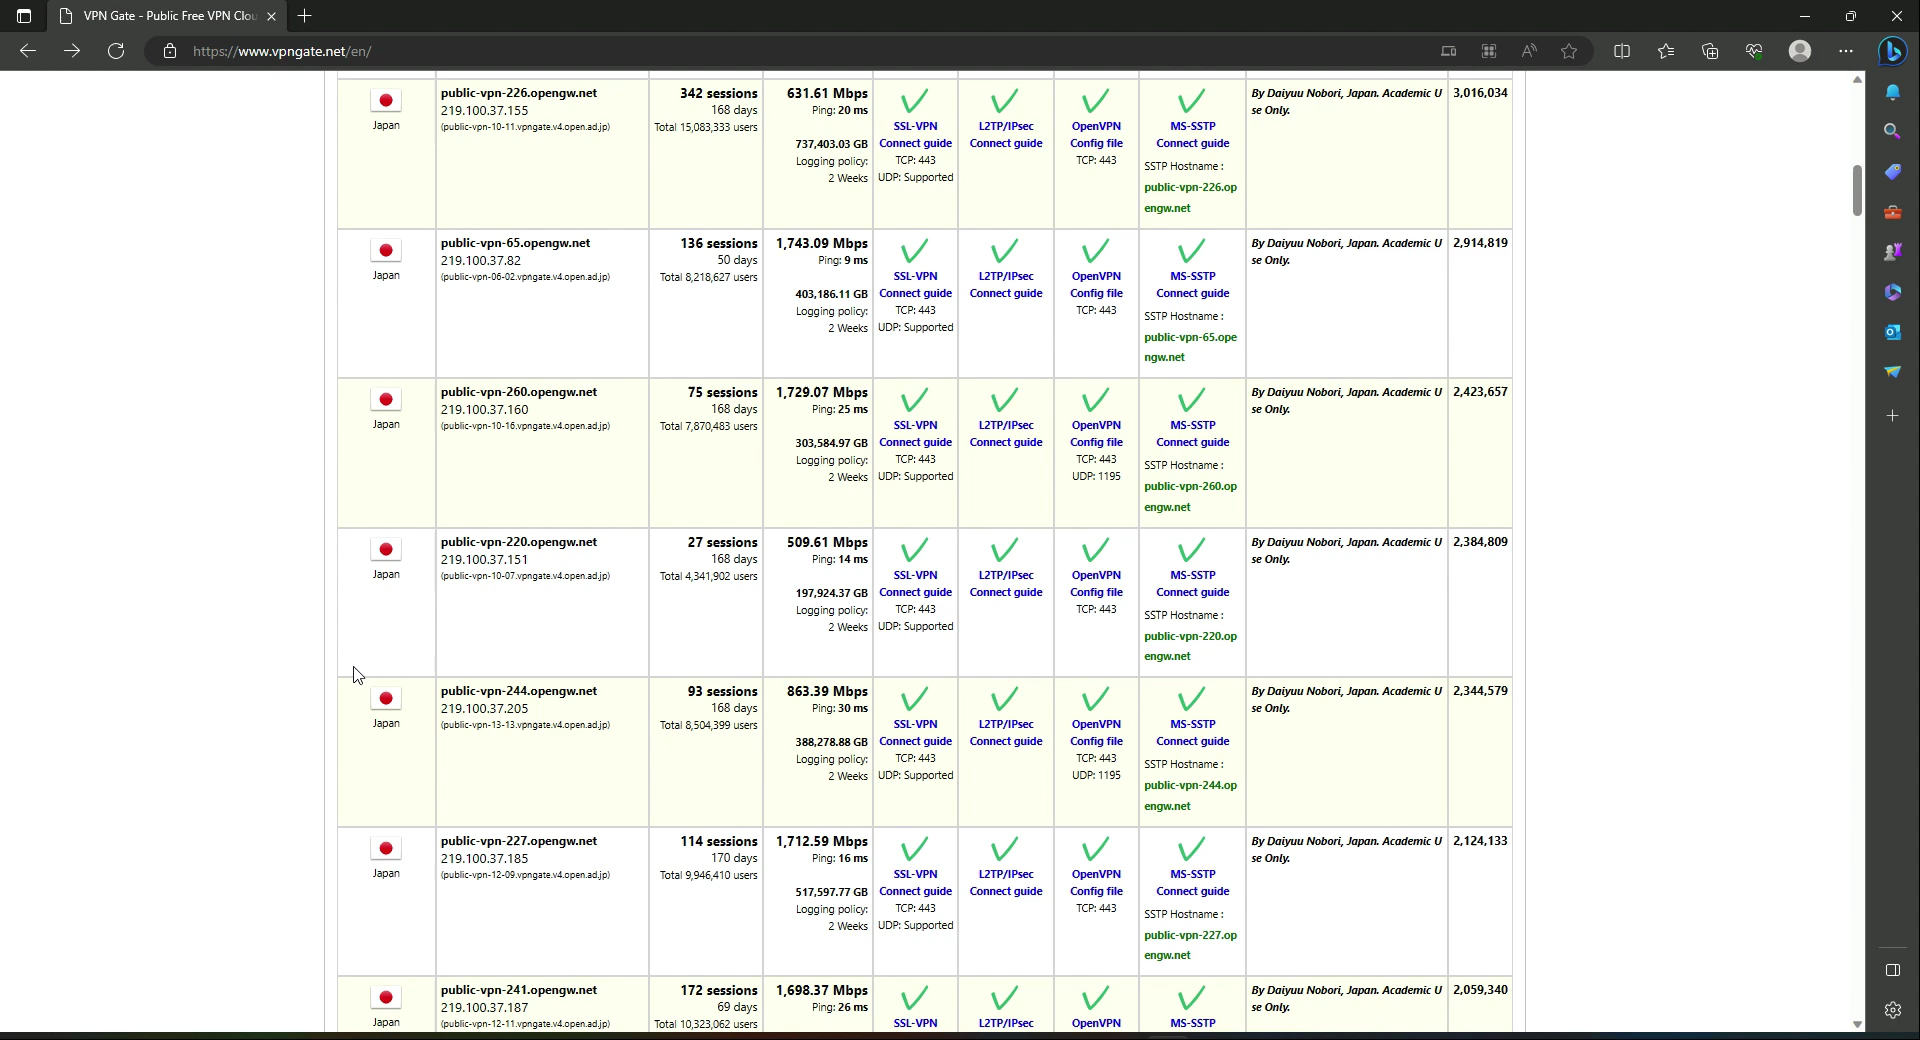 VPN Gate - Public Free VPN Clou
https://www.vpngate.net/en/
Japan
public-vpn-226.opengw.net
219.100.37.155
(public-vpn-10-11.vpngate.v4.open.ad.jp)
342 sessions
168 days
Total 15,083,333 users
631.61 Mbps
Ping: 20 ms
737,403.03 GB
Logging policy:
2 Weeks
SSL-VPN
Connect guide
TCP: 443
UDP: Supported
L2TP/IPsec
Connect guide
OpenVPN
Config file
TCP: 443
MS-SSTP
Connect guide
SSTP Hostname :
public-vpn-226.op
engw.net
By Daiyuu Nobori, Japan. Academic U
se Only.
3,016,034
Japan
public-vpn-65.opengw.net
219.100.37.82
(public-vpn-06-02.vpngate.v4.open.ad.jp)
136 sessions
50 days
Total 8,218,627 users
1,743.09 Mbps
Ping: 9 ms
403,186.11 GB
Logging policy:
2 Weeks
SSL-VPN
Connect guide
TCP: 443
UDP: Supported
L2TP/IPsec
Connect guide
OpenVPN
Config file
TCP: 443
MS-SSTP
Connect guide
SSTP Hostname :
public-vpn-65.ope
ngw.net
By Daiyuu Nobori, Japan. Academic U
se Only.
2,914,819
Japan
public-vpn-260.opengw.net
219.100.37.160
(public-vpn-10-16.vpngate.v4.open.ad.jp)
75 sessions
168 days
Total 7,870,483 users
1,729.07 Mbps
Ping: 25 ms
303,584.97 GB
Logging policy:
2 Weeks
SSL-VPN
Connect guide
TCP: 443
UDP: Supported
L2TP/IPsec
Connect guide
OpenVPN
Config file
TCP: 443
UDP: 1195
MS-SSTP
Connect guide
SSTP Hostname :
public-vpn-260.op
engw.net
By Daiyuu Nobori, Japan. Academic U
se Only.
2,423,657
Japan
public-vpn-220.opengw.net
219.100.37.151
(public-vpn-10-07.vpngate.v4.open.ad.jp)
27 sessions
168 days
Total 4,341,902 users
509.61 Mbps
Ping: 14 ms
197,924.37 GB
Logging policy:
2 Weeks
SSL-VPN
Connect guide
TCP: 443
UDP: Supported
L2TP/IPsec
Connect guide
OpenVPN
Config file
TCP: 443
MS-SSTP
Connect guide
SSTP Hostname :
public-vpn-220.op
engw.net
By Daiyuu Nobori, Japan. Academic U
se Only.
2,384,809
Japan
public-vpn-244.opengw.net
219.100.37.205
(public-vpn-13-13.vpngate.v4.open.ad.jp)
93 sessions
168 days
Total 8,504,399 users
863.39 Mbps
Ping: 30 ms
388,278.88 GB
Logging policy:
2 Weeks
SSL-VPN
Connect guide
TCP: 443
UDP: Supported
L2TP/IPsec
Connect guide
OpenVPN
Config file
TCP: 443
UDP: 1195
MS-SSTP
Connect guide
SSTP Hostname :
public-vpn-244.op
engw.net
By Daiyuu Nobori, Japan. Academic U
se Only.
2,344,579
Japan
public-vpn-227.opengw.net
219.100.37.185
(public-vpn-12-09.vpngate.v4.open.ad.jp)
114 sessions
170 days
Total 9,946,410 users
1,712.59 Mbps
Ping: 16 ms
517,597.77 GB
Logging policy:
2 Weeks
SSL-VPN
Connect guide
TCP: 443
UDP: Supported
L2TP/IPsec
Connect guide
OpenVPN
Config file
TCP: 443
MS-SSTP
Connect guide
SSTP Hostname :
public-vpn-227.op
engw.net
By Daiyuu Nobori, Japan. Academic U
se Only.
2,124,133
Japan
public-vpn-241.opengw.net
219.100.37.187
(public-vpn-12-11.vpngate.v4.open.ad.jp)
172 sessions
69 days
Total 10,323,062 users
1,698.37 Mbps
Ping: 26 ms
SSL-VPN
L2TP/IPsec
OpenVPN
MS-SSTP
By Daiyuu Nobori, Japan. Academic U
se Only.
2,059,340